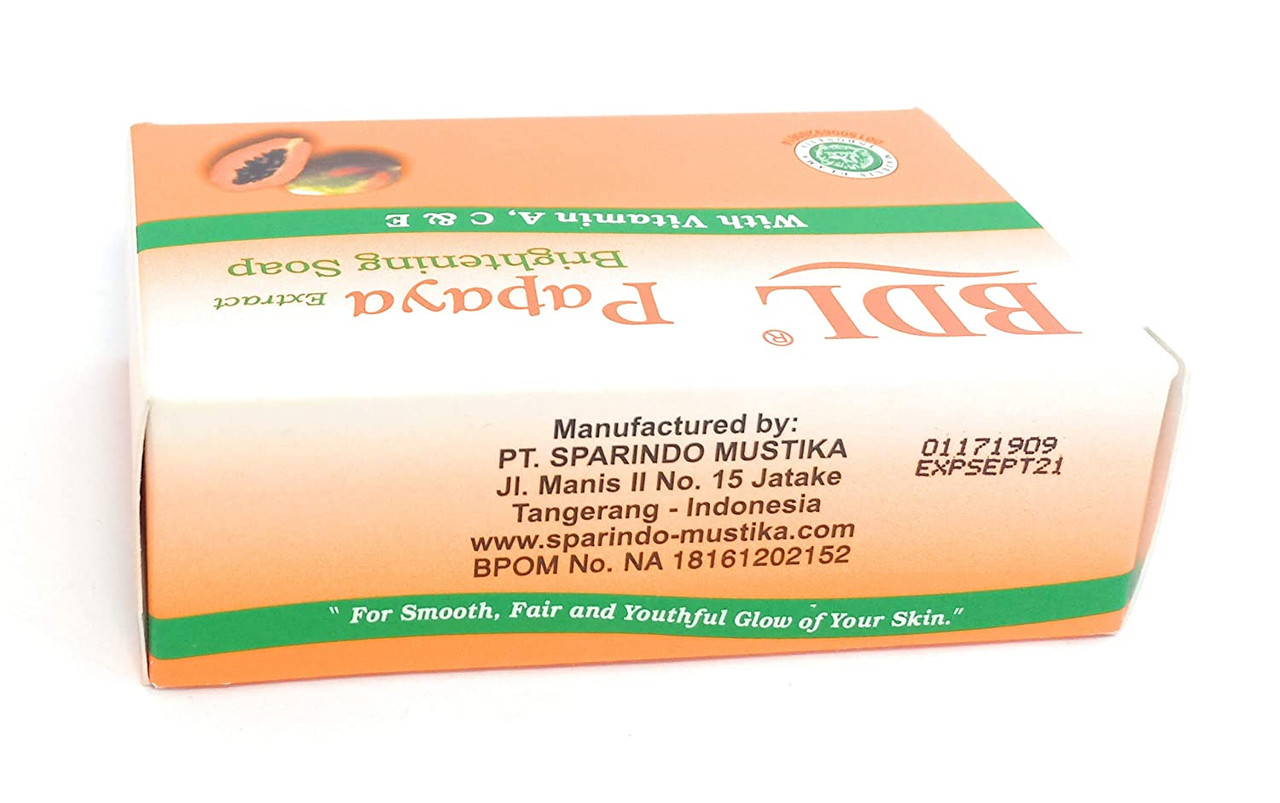 With Vitamin A, C & E
BDL®
Papaya Extract
Brightening Soap
Manufactured by:
PT. SPARINDO MUSTIKA
Jl. Manis II No. 15 Jatake
Tangerang - Indonesia
www.sparindo-mustika.com
BPOM No. NA 18161202152
01171909
EXPSEPT21
" For Smooth, Fair and Youthful Glow of Your Skin."